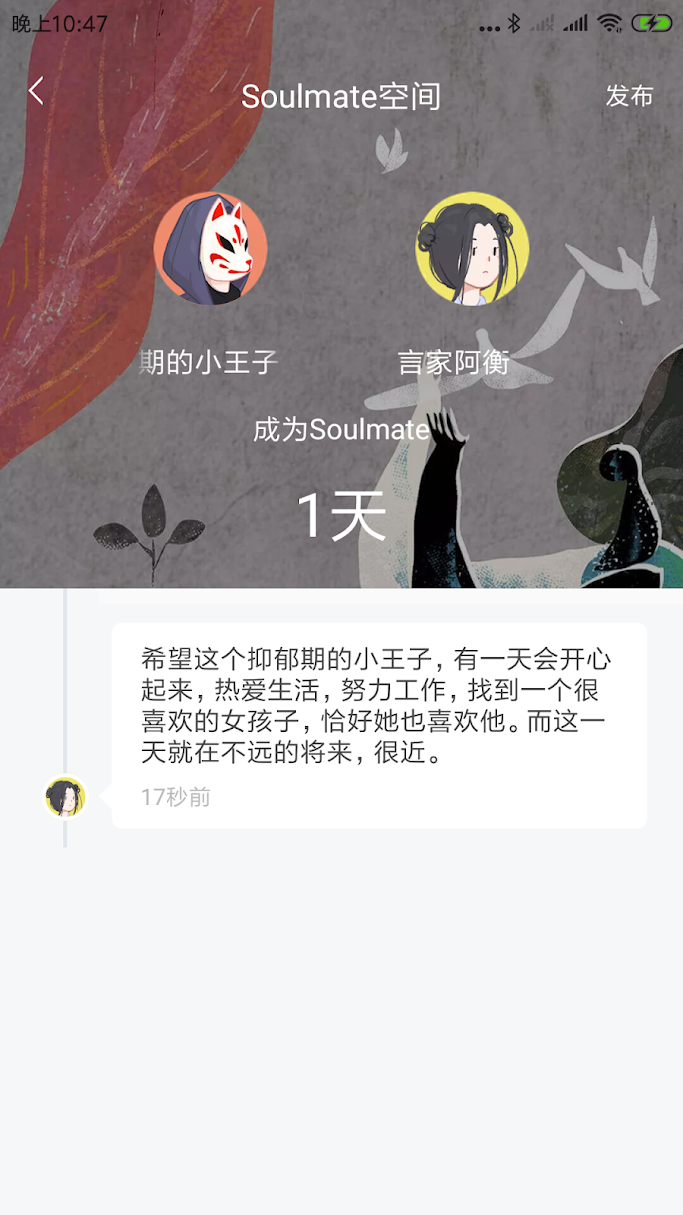 晚上10:47
Soulmate空间
发布
期的小王子
言家阿衡
成为Soulmate
1天
希望这个抑郁期的小王子，有一天会开心
起来，热爱生活，努力工作，找到一个很
喜欢的女孩子，恰好她也喜欢他。而这一
天就在不远的将来，很近。
17秒前